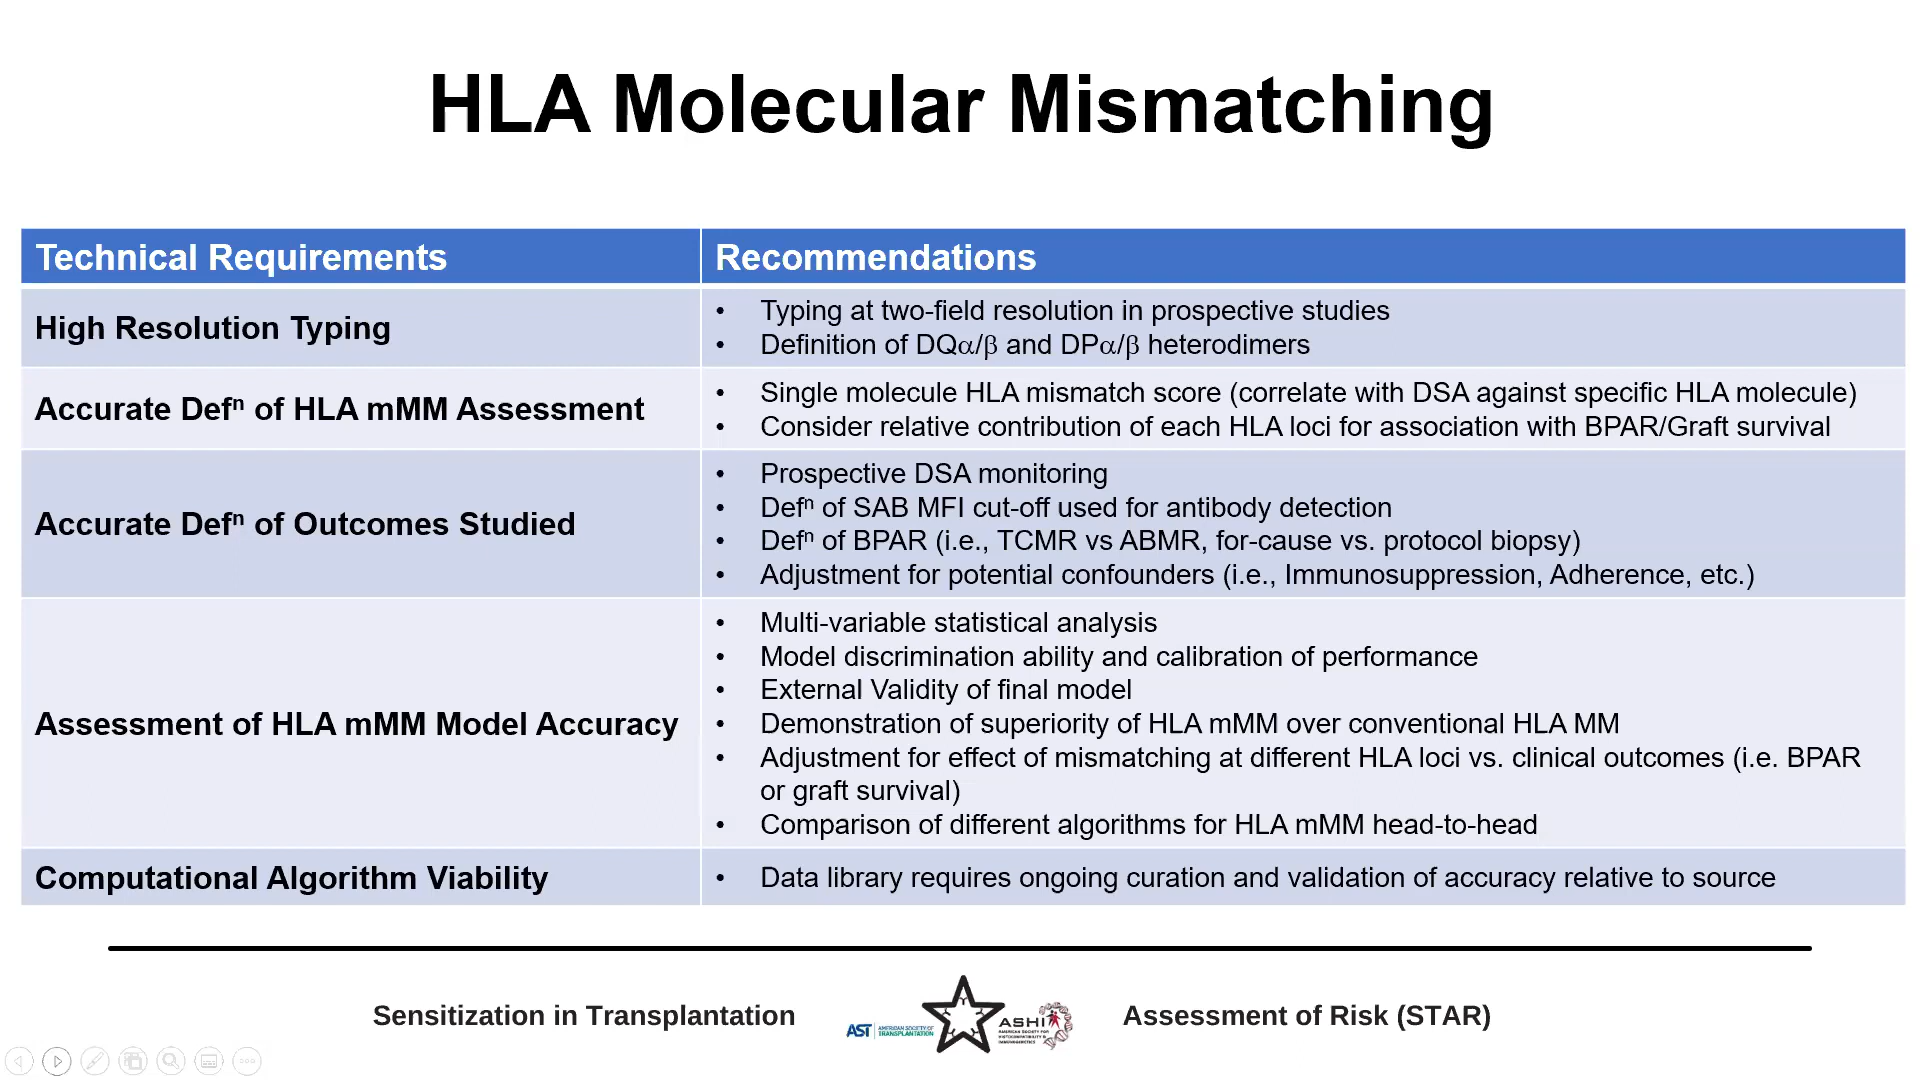 HLA Molecular Mismatching
Technical Requirements
Recommendations
High Resolution Typing
• Typing at two-field resolution in prospective studies
• Definition of DQα/β and DPα/β heterodimers
Accurate Defⁿ of HLA mMM Assessment
• Single molecule HLA mismatch score (correlate with DSA against specific HLA molecule)
• Consider relative contribution of each HLA loci for association with BPAR/Graft survival
Accurate Defⁿ of Outcomes Studied
• Prospective DSA monitoring
• Defⁿ of SAB MFI cut-off used for antibody detection
• Defⁿ of BPAR (i.e., TCMR vs ABMR, for-cause vs. protocol biopsy)
• Adjustment for potential confounders (i.e., Immunosuppression, Adherence, etc.)
Assessment of HLA mMM Model Accuracy
• Multi-variable statistical analysis
• Model discrimination ability and calibration of performance
• External Validity of final model
• Demonstration of superiority of HLA mMM over conventional HLA MM
• Adjustment for effect of mismatching at different HLA loci vs. clinical outcomes (i.e. BPAR
or graft survival)
• Comparison of different algorithms for HLA mMM head-to-head
Computational Algorithm Viability
• Data library requires ongoing curation and validation of accuracy relative to source
Sensitization in Transplantation
AST
AMERICAN SOCIETY OF
TRANSPLANTATION
ASHI
AMERICAN SOCIETY FOR
HISTOCOMPATIBILITY &
IMMUNOGENETICS
Assessment of Risk (STAR)